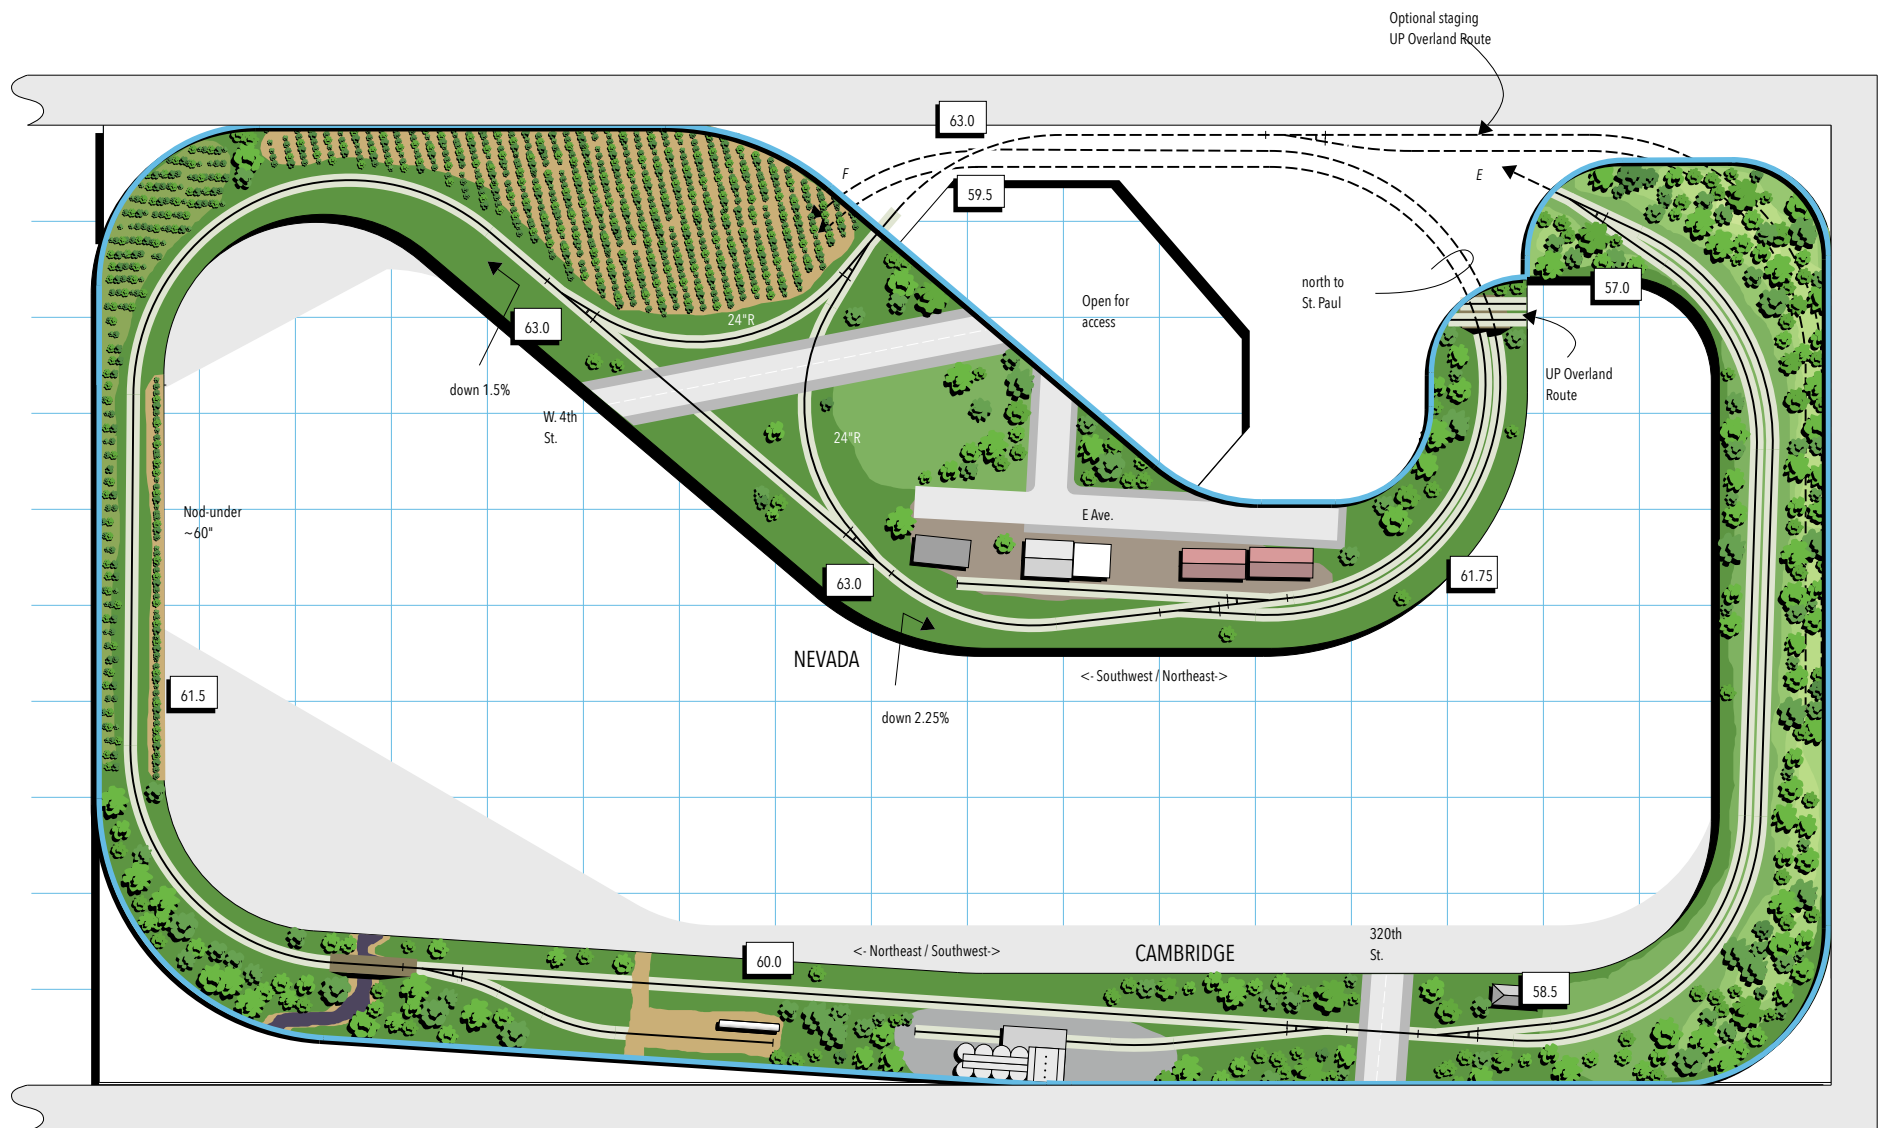 Optional staging
UP Overland Route
63.0
F
E
59.5
north to
St. Paul
57.0
Open for
access
24"R
63.0
UP Overland
Route
down 1.5%
W. 4th
St.
24"R
Nod-under
~60"
E Ave.
63.0
61.75
NEVADA
<- Southwest / Northeast->
61.5
down 2.25%
320th
St.
<- Northeast / Southwest->
CAMBRIDGE
60.0
58.5